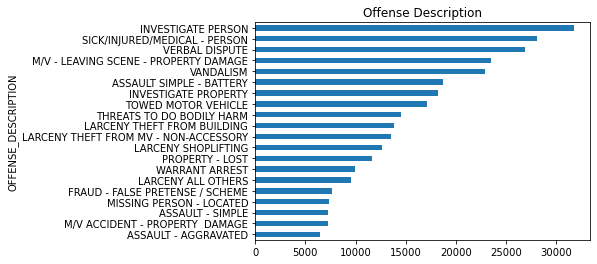 Offense Description
OFFENSE_DESCRIPTION
INVESTIGATE PERSON
SICK/INJURED/MEDICAL - PERSON
VERBAL DISPUTE
M/V - LEAVING SCENE - PROPERTY DAMAGE
VANDALISM
ASSAULT SIMPLE - BATTERY
INVESTIGATE PROPERTY
TOWED MOTOR VEHICLE
THREATS TO DO BODILY HARM
LARCENY THEFT FROM BUILDING
LARCENY THEFT FROM MV - NON-ACCESSORY
LARCENY SHOPLIFTING
PROPERTY - LOST
WARRANT ARREST
LARCENY ALL OTHERS
FRAUD - FALSE PRETENSE / SCHEME
MISSING PERSON - LOCATED
ASSAULT - SIMPLE
M/V ACCIDENT - PROPERTY  DAMAGE
ASSAULT - AGGRAVATED
0 5000 10000 15000 20000 25000 30000